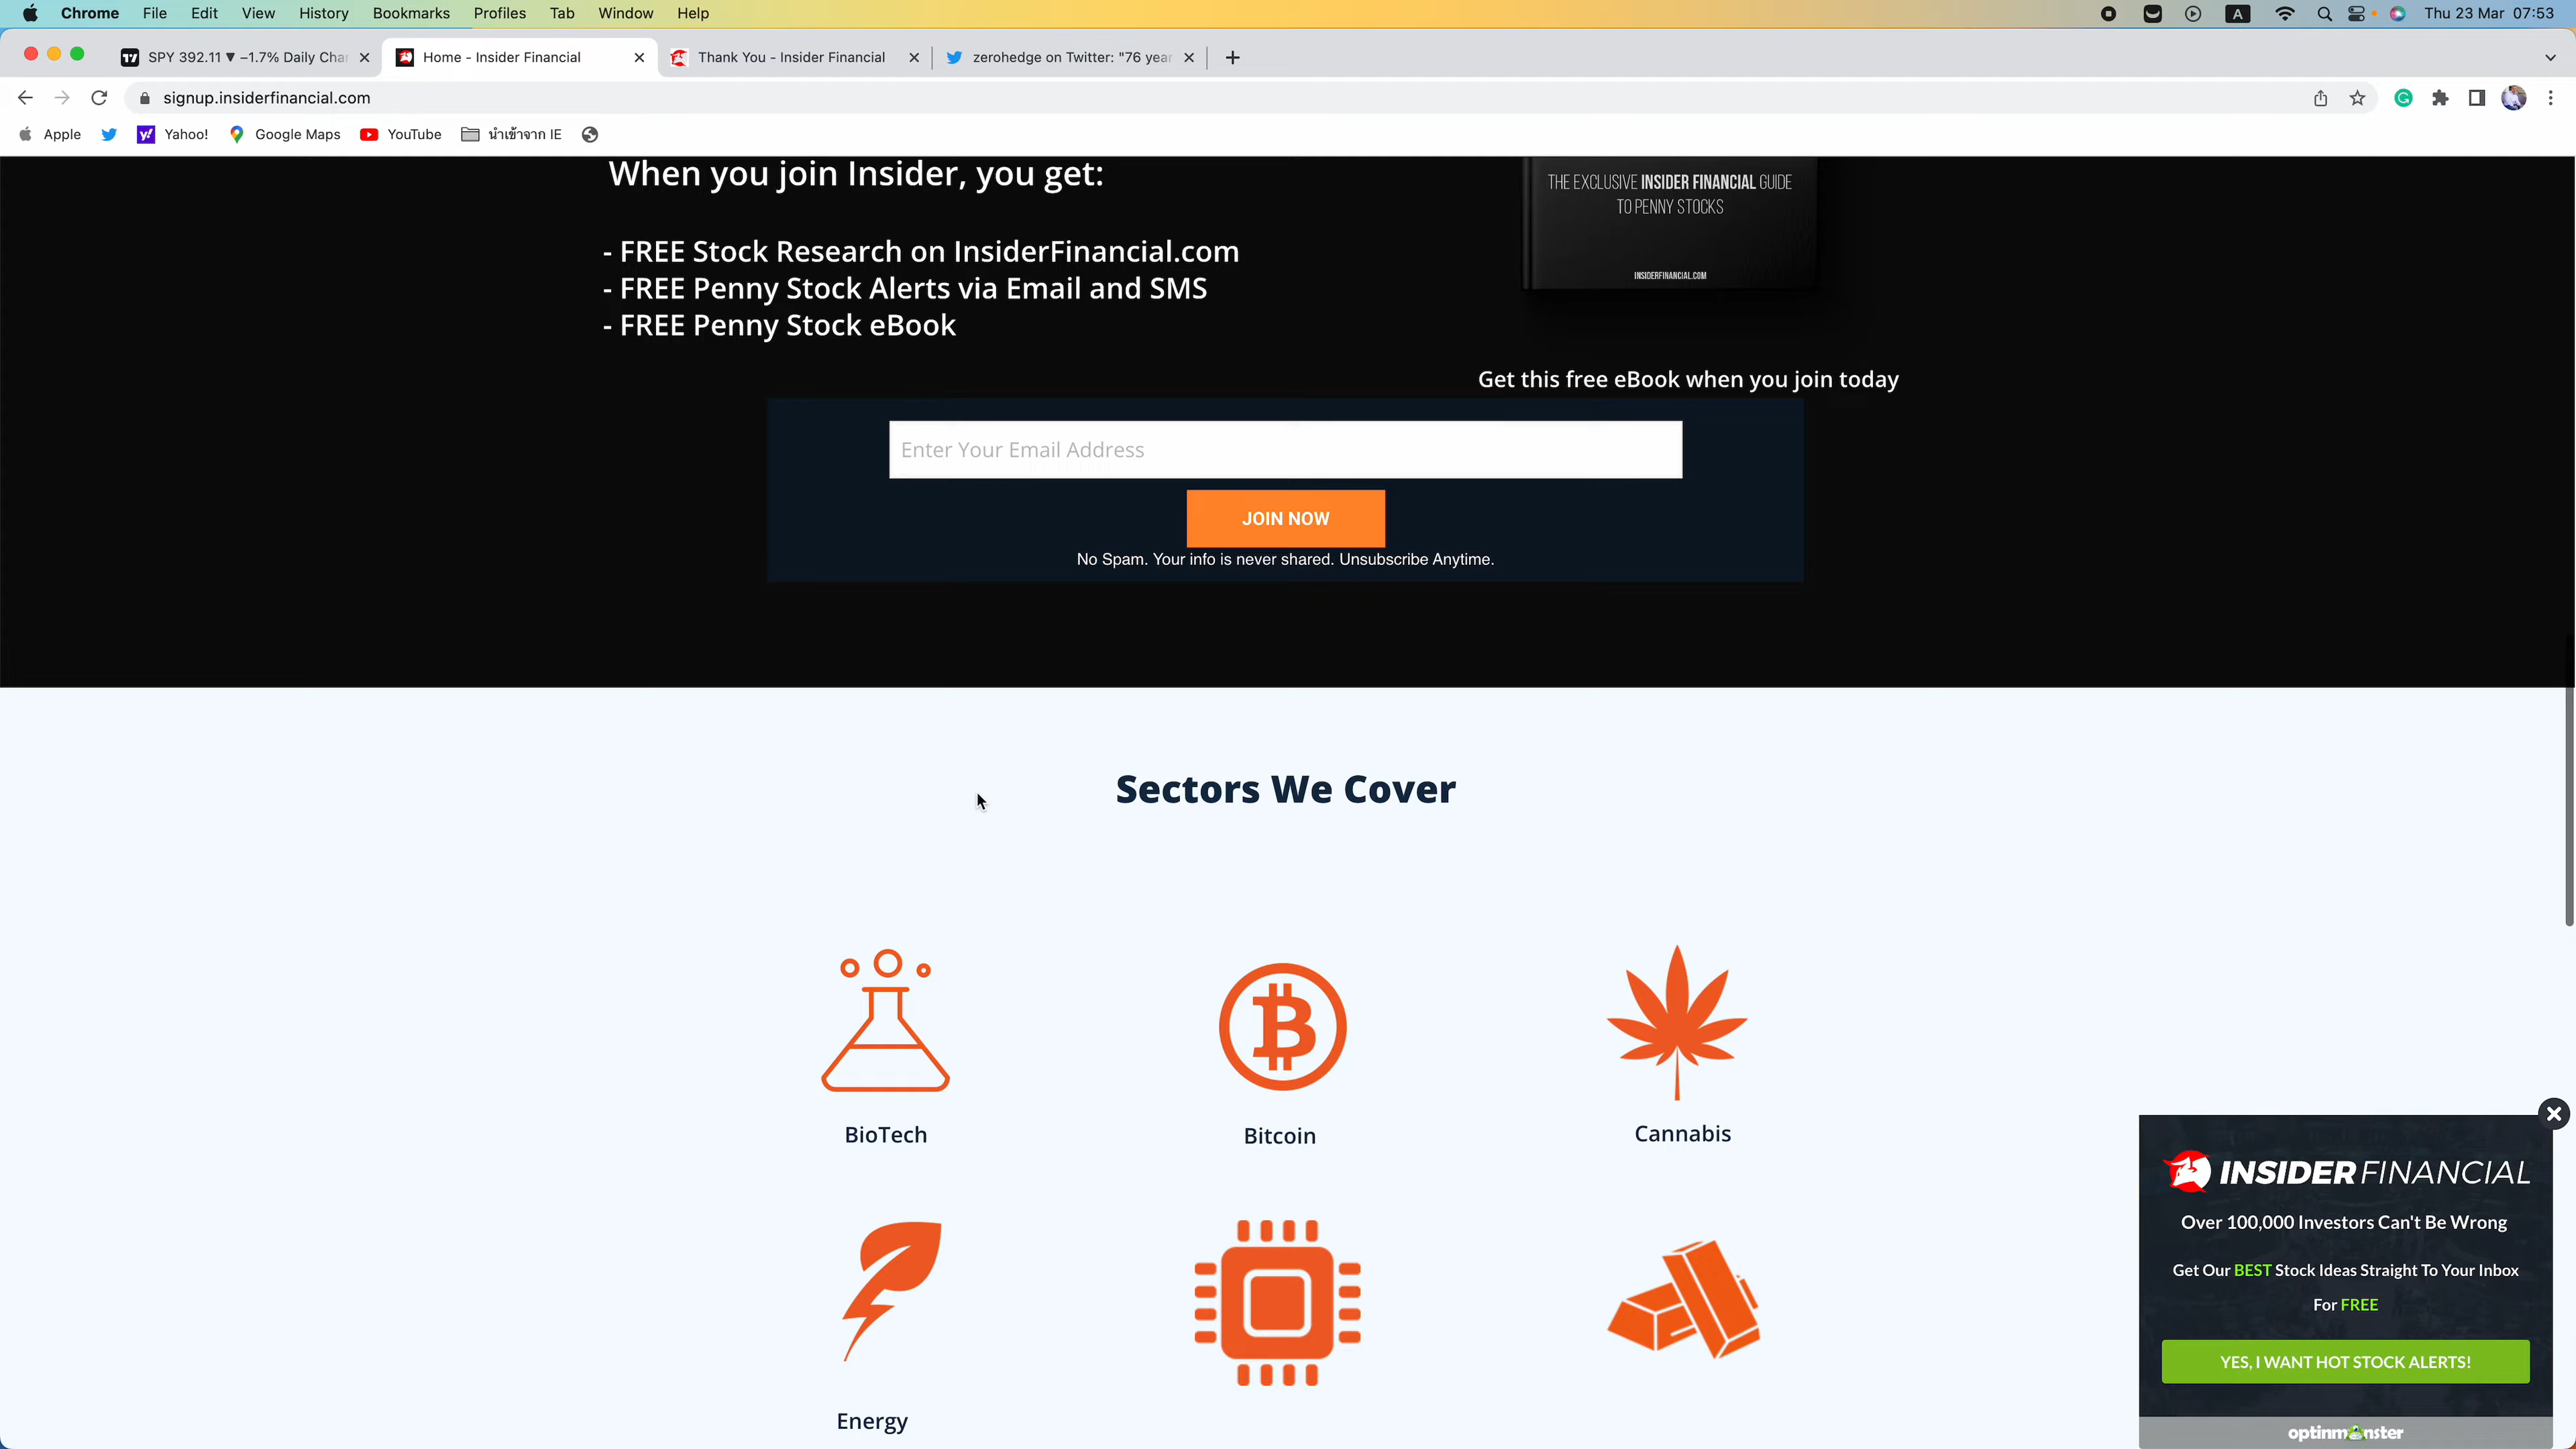 Chrome File Edit View History Bookmarks Profiles Tab Window Help A Thu 23 Mar 07:53
SPY 392.11 ▼ −1.7% Daily Char Home - Insider Financial Thank You - Insider Financial zerohedge on Twitter: "76 year
signup.insiderfinancial.com
Apple Yahoo! Google Maps YouTube นำเข้าจาก IE
When you join Insider, you get:
- FREE Stock Research on InsiderFinancial.com
- FREE Penny Stock Alerts via Email and SMS
- FREE Penny Stock eBook
THE EXCLUSIVE INSIDER FINANCIAL GUIDE
TO PENNY STOCKS
INSIDERFINANCIAL.COM
Get this free eBook when you join today
Enter Your Email Address
JOIN NOW
No Spam. Your info is never shared. Unsubscribe Anytime.
Sectors We Cover
BioTech
Bitcoin
Cannabis
Energy
INSIDER FINANCIAL
Over 100,000 Investors Can't Be Wrong
Get Our BEST Stock Ideas Straight To Your Inbox
For FREE
YES, I WANT HOT STOCK ALERTS!
optinmonster